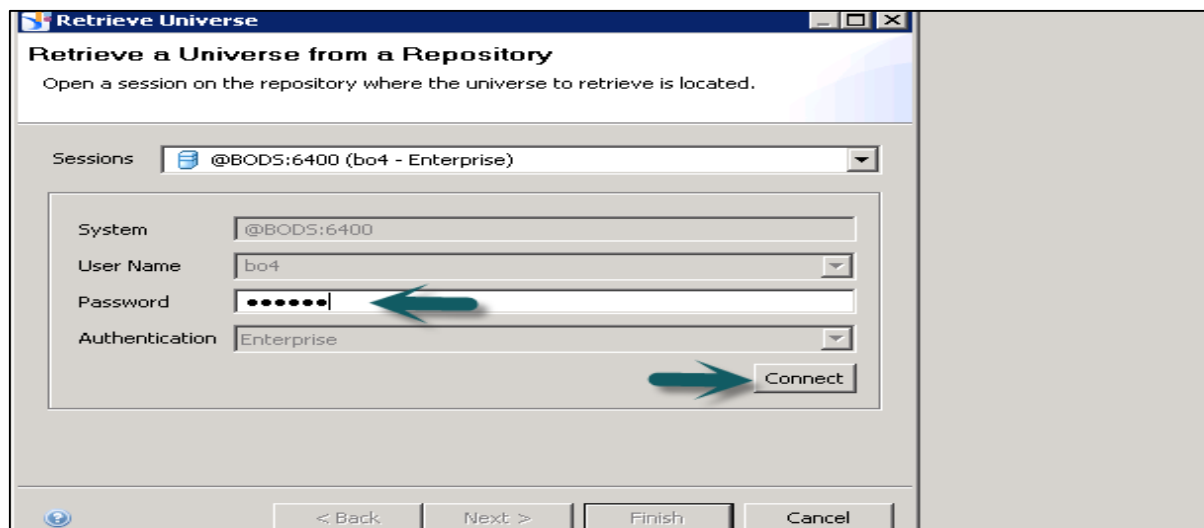 Retrieve Universe
Retrieve a Universe from a Repository
Open a session on the repository where the universe to retrieve is located.
Sessions @BODS:6400 (bo4 - Enterprise)
System @BODS:6400
User Name bo4
Password ●●●●●●
Authentication Enterprise
Connect
< Back Next > Finish Cancel